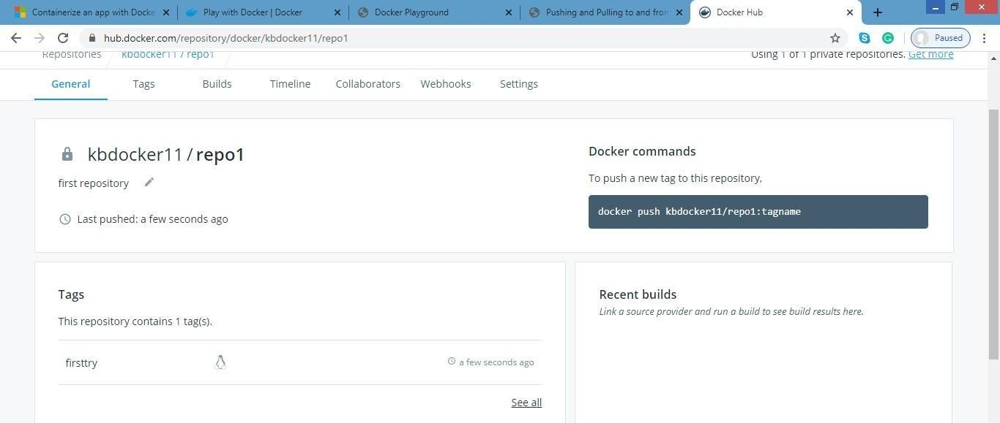 Containerize an app with Docke
Play with Docker | Docker
Docker Playground
Pushing and Pulling to and fron
Docker Hub
hub.docker.com/repository/docker/kbdocker11/repo1
Paused
Repositories
kbdocker11 / repo1
Using 1 of 1 private repositories. Get more
General
Tags
Builds
Timeline
Collaborators
Webhooks
Settings
kbdocker11 / repo1
first repository
Last pushed: a few seconds ago
Docker commands
To push a new tag to this repository,
docker push kbdocker11/repo1:tagname
Tags
This repository contains 1 tag(s).
firsttry
a few seconds ago
See all
Recent builds
Link a source provider and run a build to see build results here.